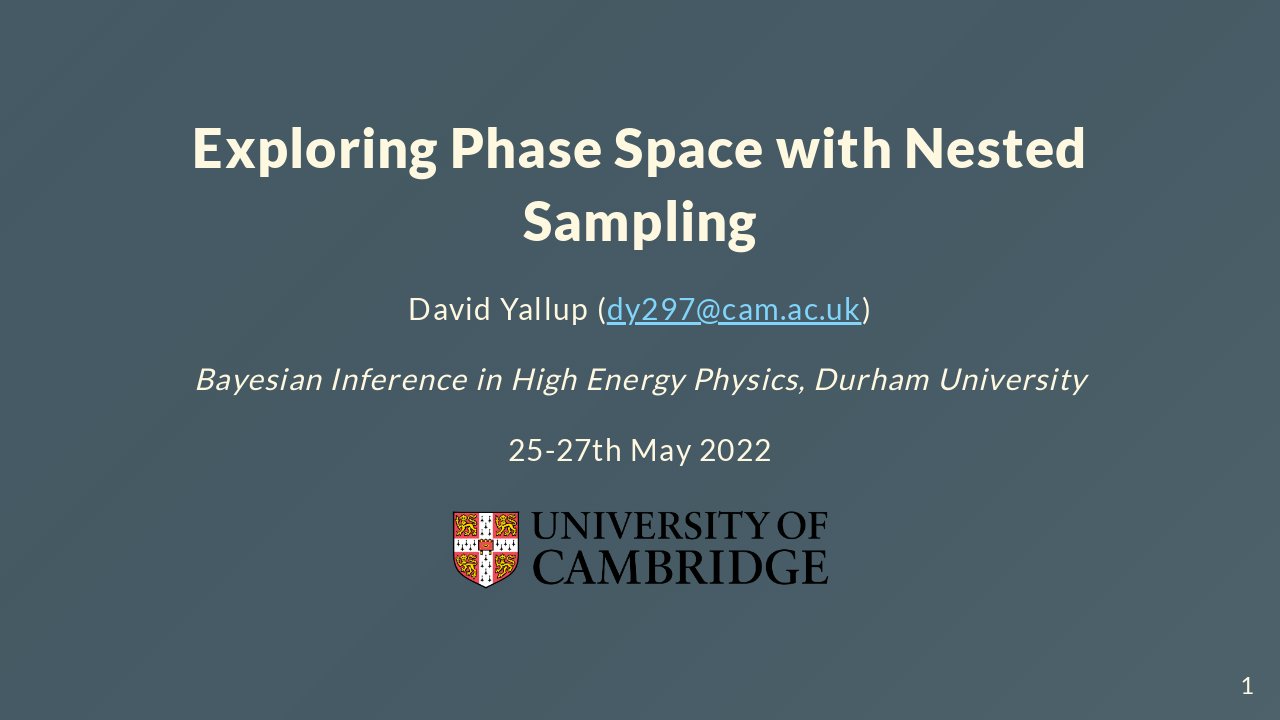 Exploring Phase Space with Nested
Sampling
David Yallup (dy297@cam.ac.uk)
Bayesian Inference in High Energy Physics, Durham University
25-27th May 2022
UNIVERSITY OF
CAMBRIDGE
1